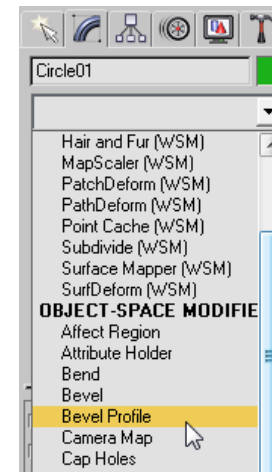 Circle01
Hair and Fur (WSM)
MapScaler (WSM)
PatchDeform (WSM)
PathDeform (WSM)
Point Cache (WSM)
Subdivide (WSM)
Surface Mapper (WSM)
SurfDeform (WSM)
OBJECT-SPACE MODIFIE
Affect Region
Attribute Holder
Bend
Bevel
Bevel Profile
Camera Map
Cap Holes